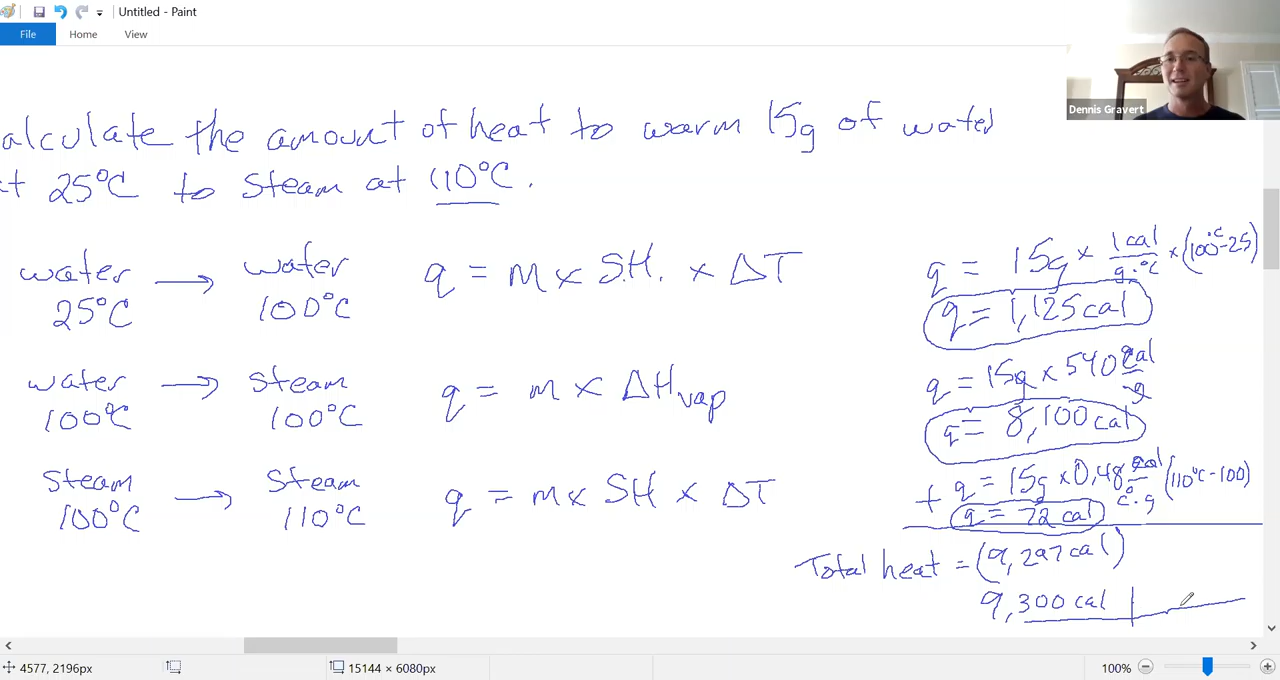 Untitled - Paint
File Home View
Dennis Gravert
alculate the amount of heat to warm 15g of water
at 25°C to steam at 110°C.
water → water q = m x S.H. x ΔT
25°C 100°C
q = 15g x 1 cal / g·°C x (100°C-25)
q = 1,125 cal
water → steam q = m x ΔHvap
100°C 100°C
q = 15g x 540 cal / g
q = 8,100 cal
steam → steam q = m x SH x ΔT
100°C 110°C
+ q = 15g x 0.48 cal / C°·g (110°C - 100)
q = 72 cal
Total heat = (9,297 cal)
9,300 cal
4577, 2196px 15144 × 6080px 100%